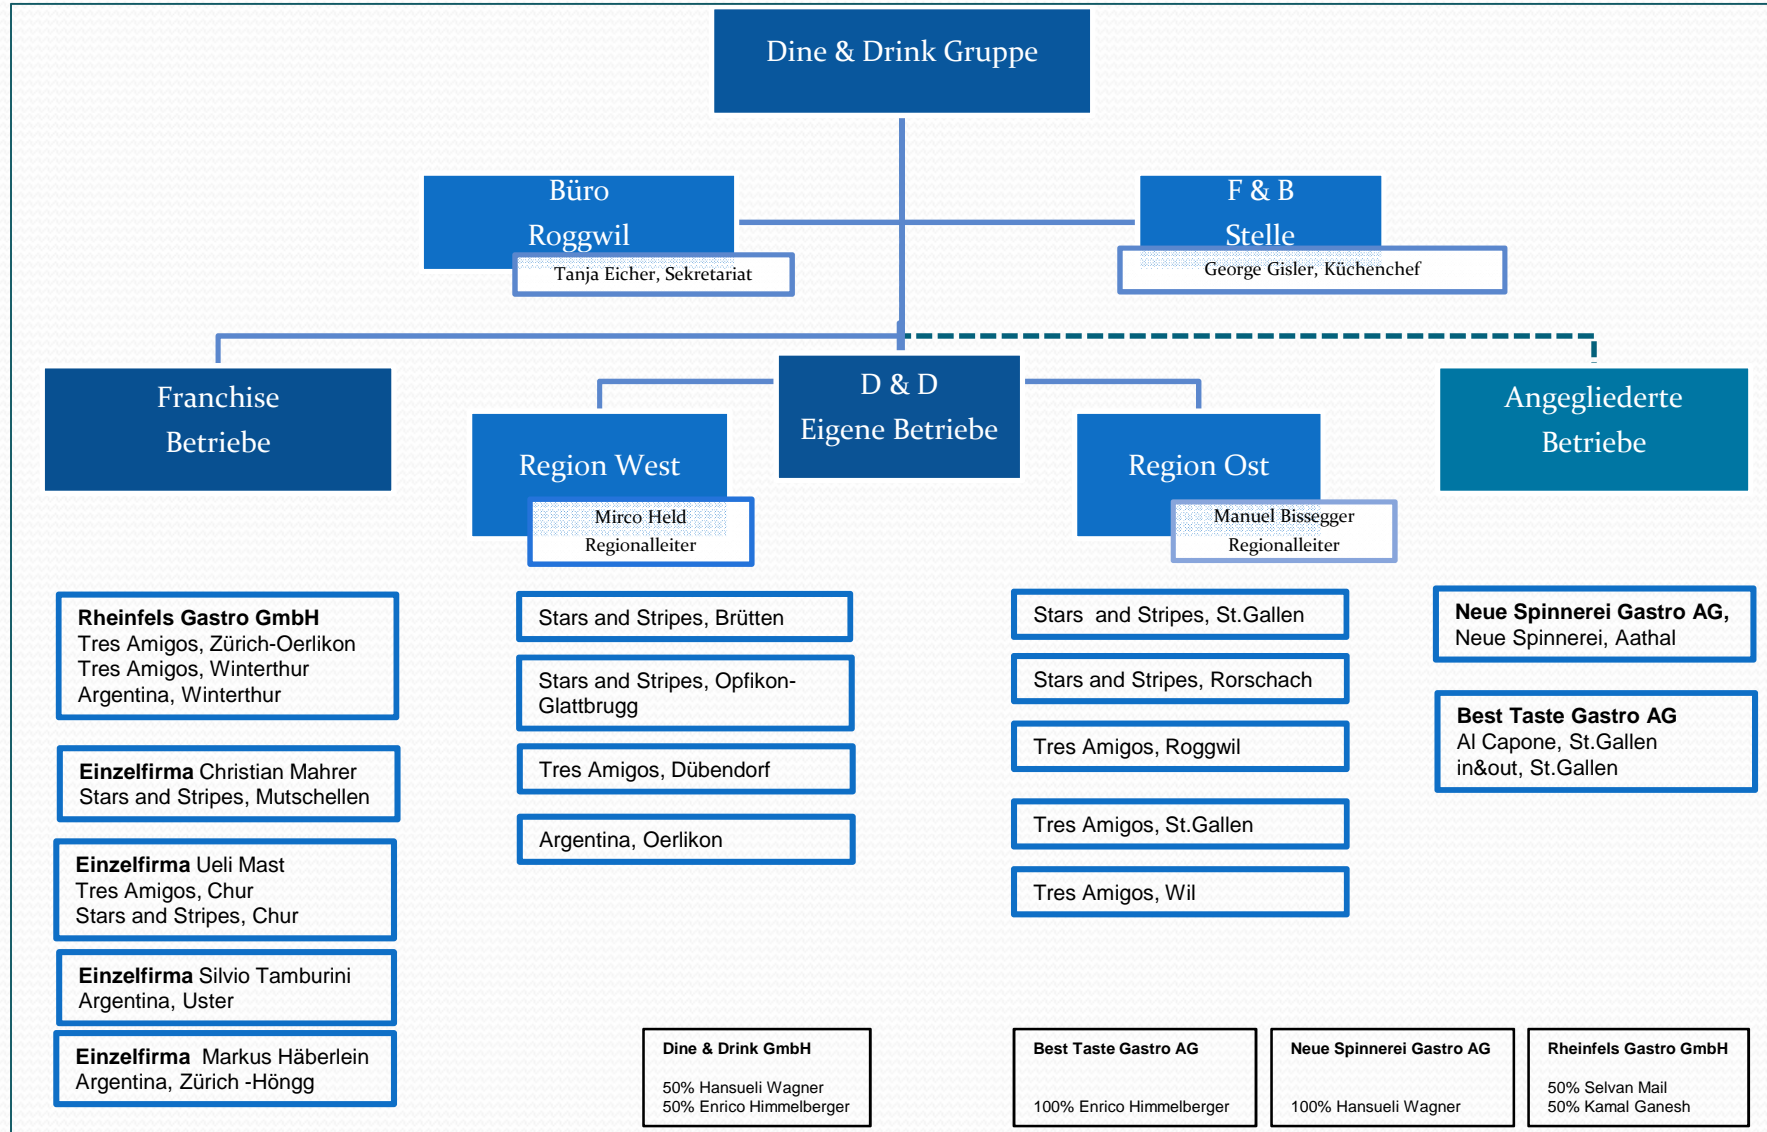 Dine & Drink Gruppe
Büro
Roggwil
Tanja Eicher, Sekretariat
F & B
Stelle
George Gisler, Küchenchef
Franchise
Betriebe
D & D
Eigene Betriebe
Region West
Mirco Held
Regionalleiter
Region Ost
Manuel Bissegger
Regionalleiter
Angegliederte
Betriebe
Rheinfels Gastro GmbH
Tres Amigos, Zürich-Oerlikon
Tres Amigos, Winterthur
Argentina, Winterthur
Einzelfirma Christian Mahrer
Stars and Stripes, Mutschellen
Einzelfirma Ueli Mast
Tres Amigos, Chur
Stars and Stripes, Chur
Einzelfirma Silvio Tamburini
Argentina, Uster
Einzelfirma Markus Häberlein
Argentina, Zürich -Höngg
Stars and Stripes, Brütten
Stars and Stripes, Opfikon-
Glattbrugg
Tres Amigos, Dübendorf
Argentina, Oerlikon
Stars and Stripes, St.Gallen
Stars and Stripes, Rorschach
Tres Amigos, Roggwil
Tres Amigos, St.Gallen
Tres Amigos, Wil
Neue Spinnerei Gastro AG,
Neue Spinnerei, Aathal
Best Taste Gastro AG
Al Capone, St.Gallen
in&out, St.Gallen
Dine & Drink GmbH
50% Hansueli Wagner
50% Enrico Himmelberger
Best Taste Gastro AG
100% Enrico Himmelberger
Neue Spinnerei Gastro AG
100% Hansueli Wagner
Rheinfels Gastro GmbH
50% Selvan Mail
50% Kamal Ganesh